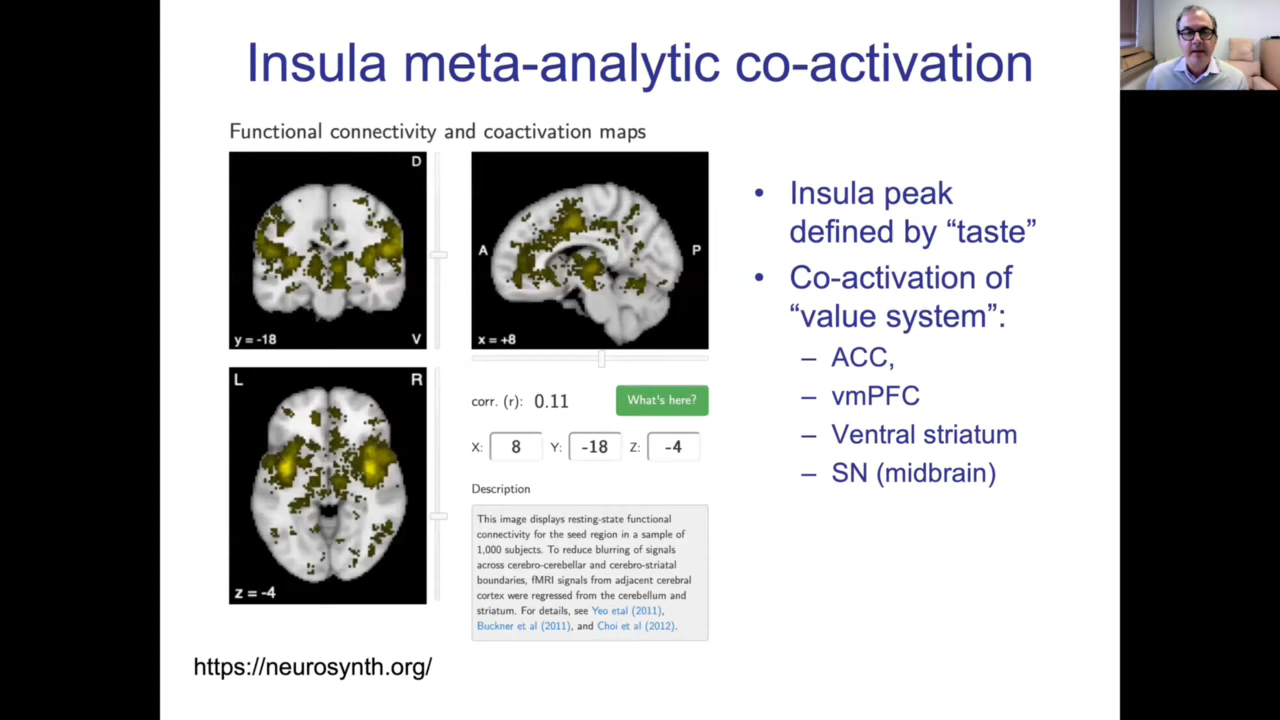 Insula meta-analytic co-activation
Functional connectivity and coactivation maps
D
y = -18
V
A
P
x = +8
L
R
z = -4
corr. (r): 0.11
What's here?
X: 8 Y: -18 Z: -4
Description
This image displays resting-state functional
connectivity for the seed region in a sample of
1,000 subjects. To reduce blurring of signals
across cerebro-cerebellar and cerebro-striatal
boundaries, fMRI signals from adjacent cerebral
cortex were regressed from the cerebellum and
striatum. For details, see Yeo etal (2011),
Buckner et al (2011), and Choi et al (2012).
• Insula peak
defined by “taste”
• Co-activation of
“value system”:
– ACC,
– vmPFC
– Ventral striatum
– SN (midbrain)
https://neurosynth.org/